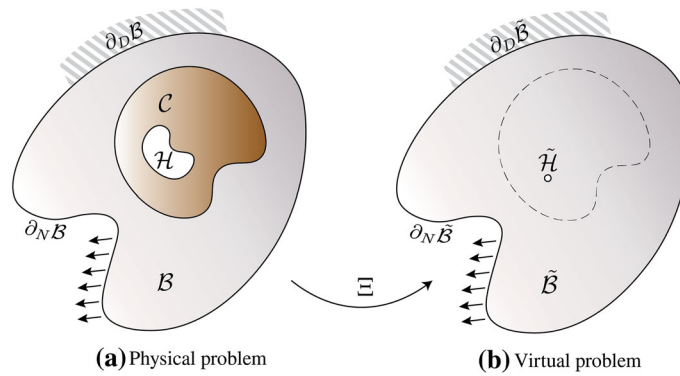 ∂_D𝓑
𝓒
𝓗
∂_N𝓑
𝓑
(a) Physical problem
Ξ
∂_D𝓑̃
𝓗̃
∂_N𝓑̃
𝓑̃
(b) Virtual problem